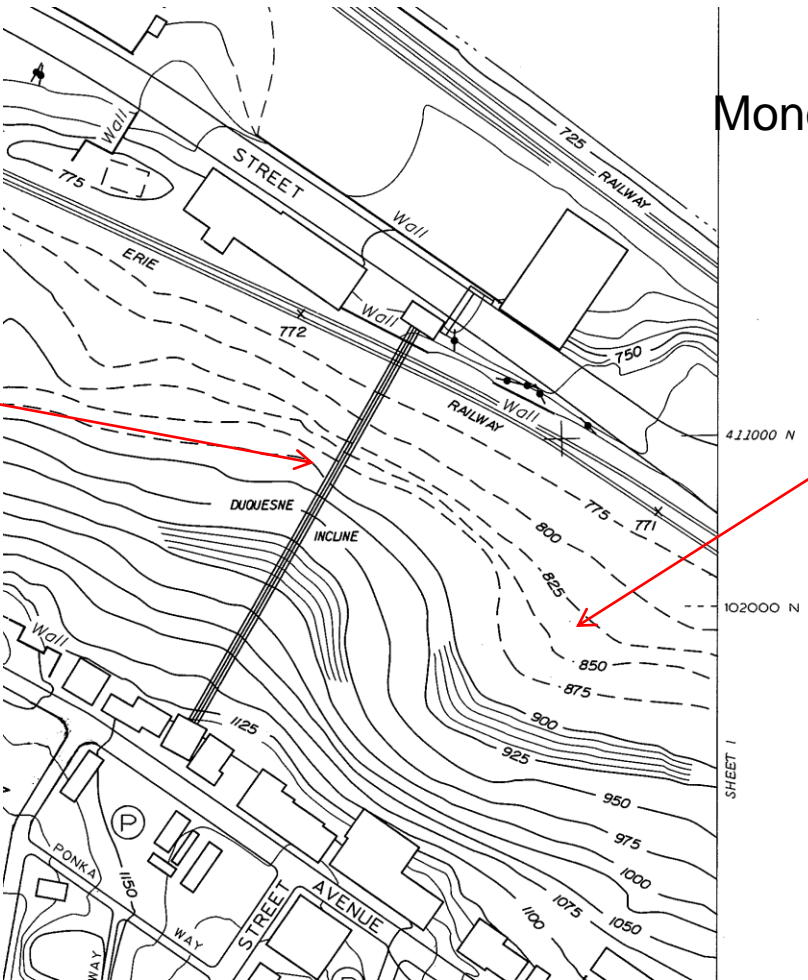 Mon
725
RAILWAY
Wall
STREET
775
Wall
ERIE
Wall
772
750
RAILWAY
Wall
411000 N
775
771
DUQUESNE
INCLINE
800
825
102000 N
Wall
850
875
900
1125
925
SHEET 1
950
975
P
1000
PONKA
1150
1075
1050
STREET
AVENUE
1100
WAY
WAY